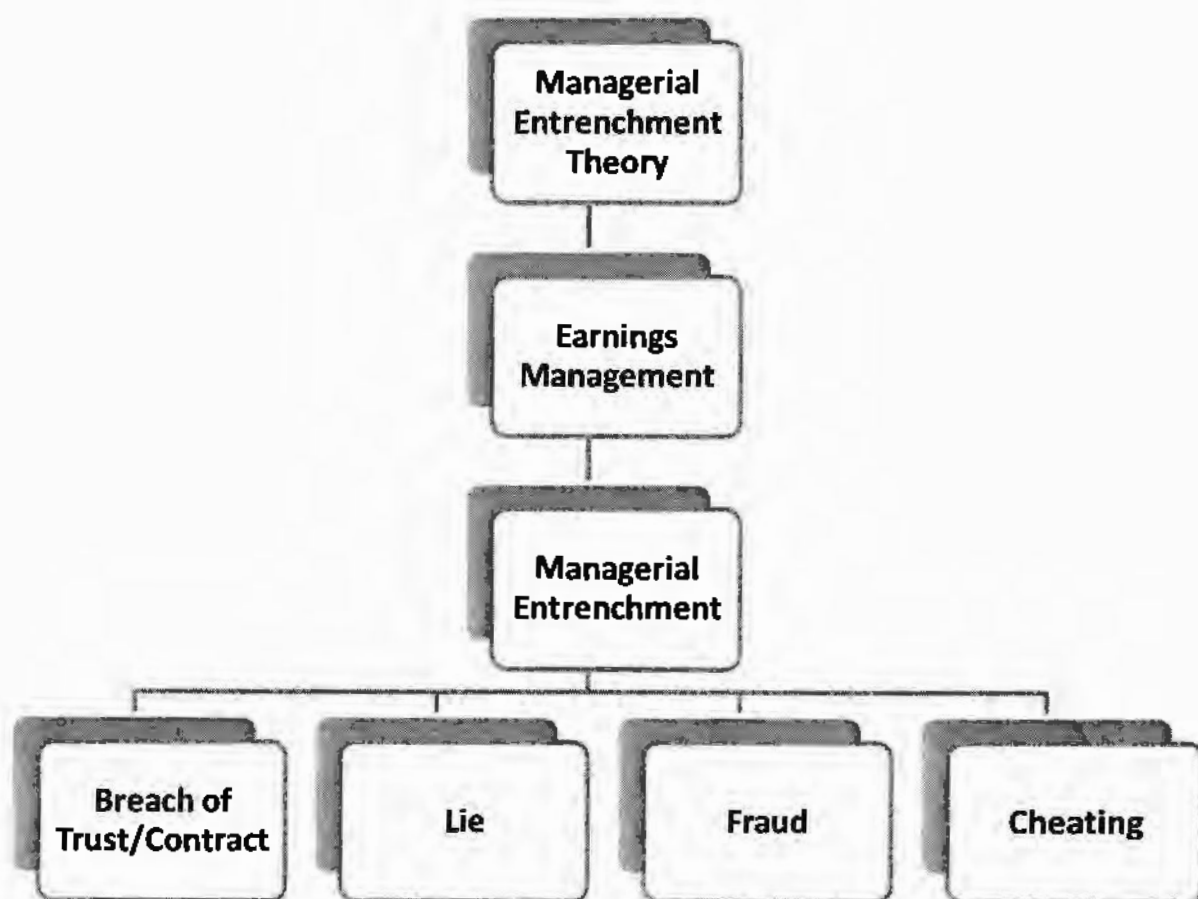 Managerial
Entrenchment
Theory
Earnings
Management
Managerial
Entrenchment
Breach of
Trust/Contract
Lie
Fraud
Cheating